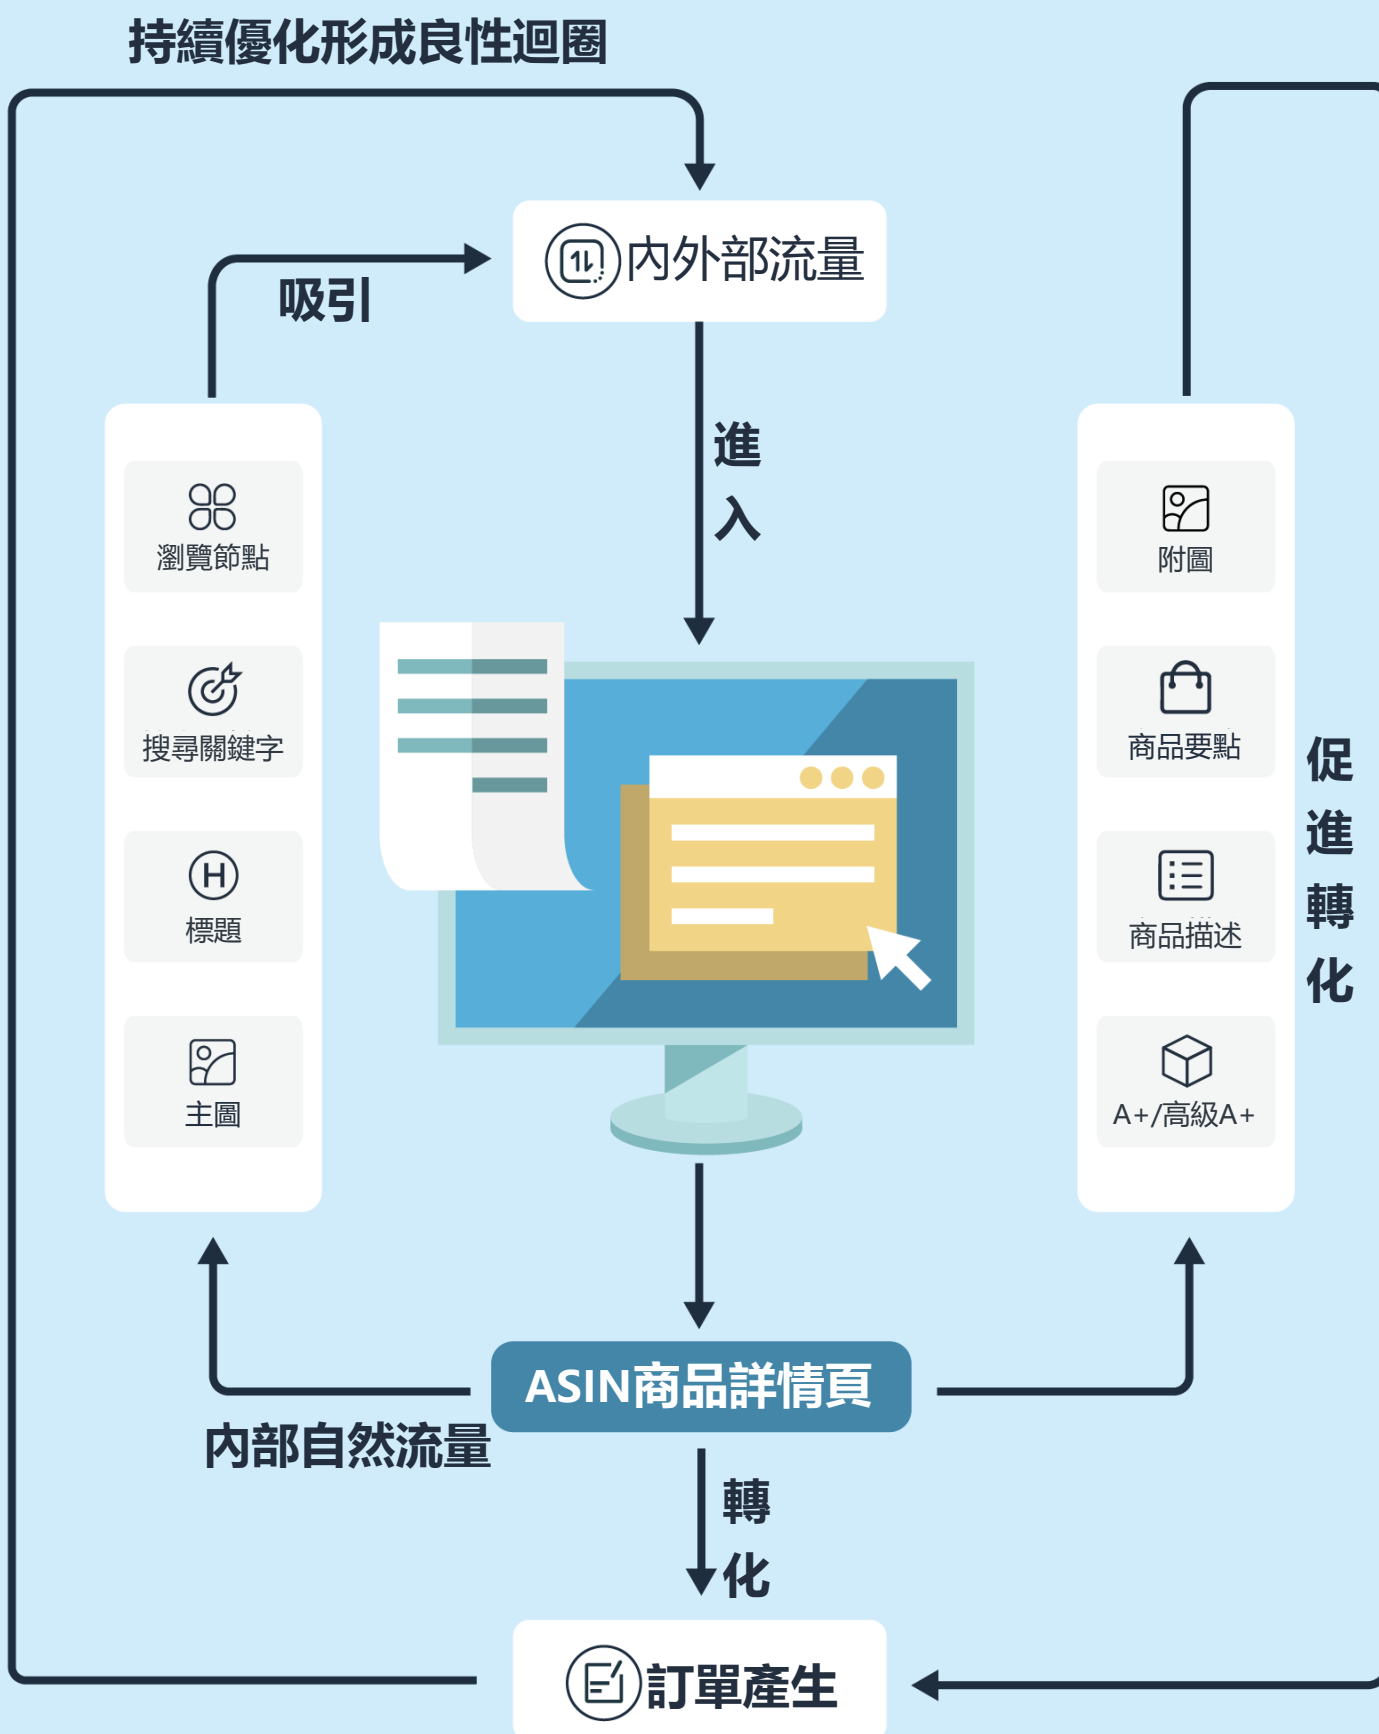 持續優化形成良性迴圈
內外部流量
吸引
進
入
瀏覽節點
搜尋關鍵字
標題
主圖
附圖
商品要點
商品描述
A+/高級A+
促
進
轉
化
ASIN商品詳情頁
內部自然流量
轉
化
訂單產生